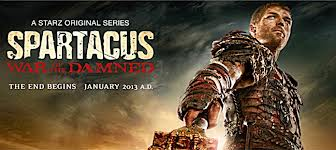 A STARZ ORIGINAL SERIES
SPARTACUS
WAR OF THE DAMNED
THE END BEGINS JANUARY 2013 A.D.